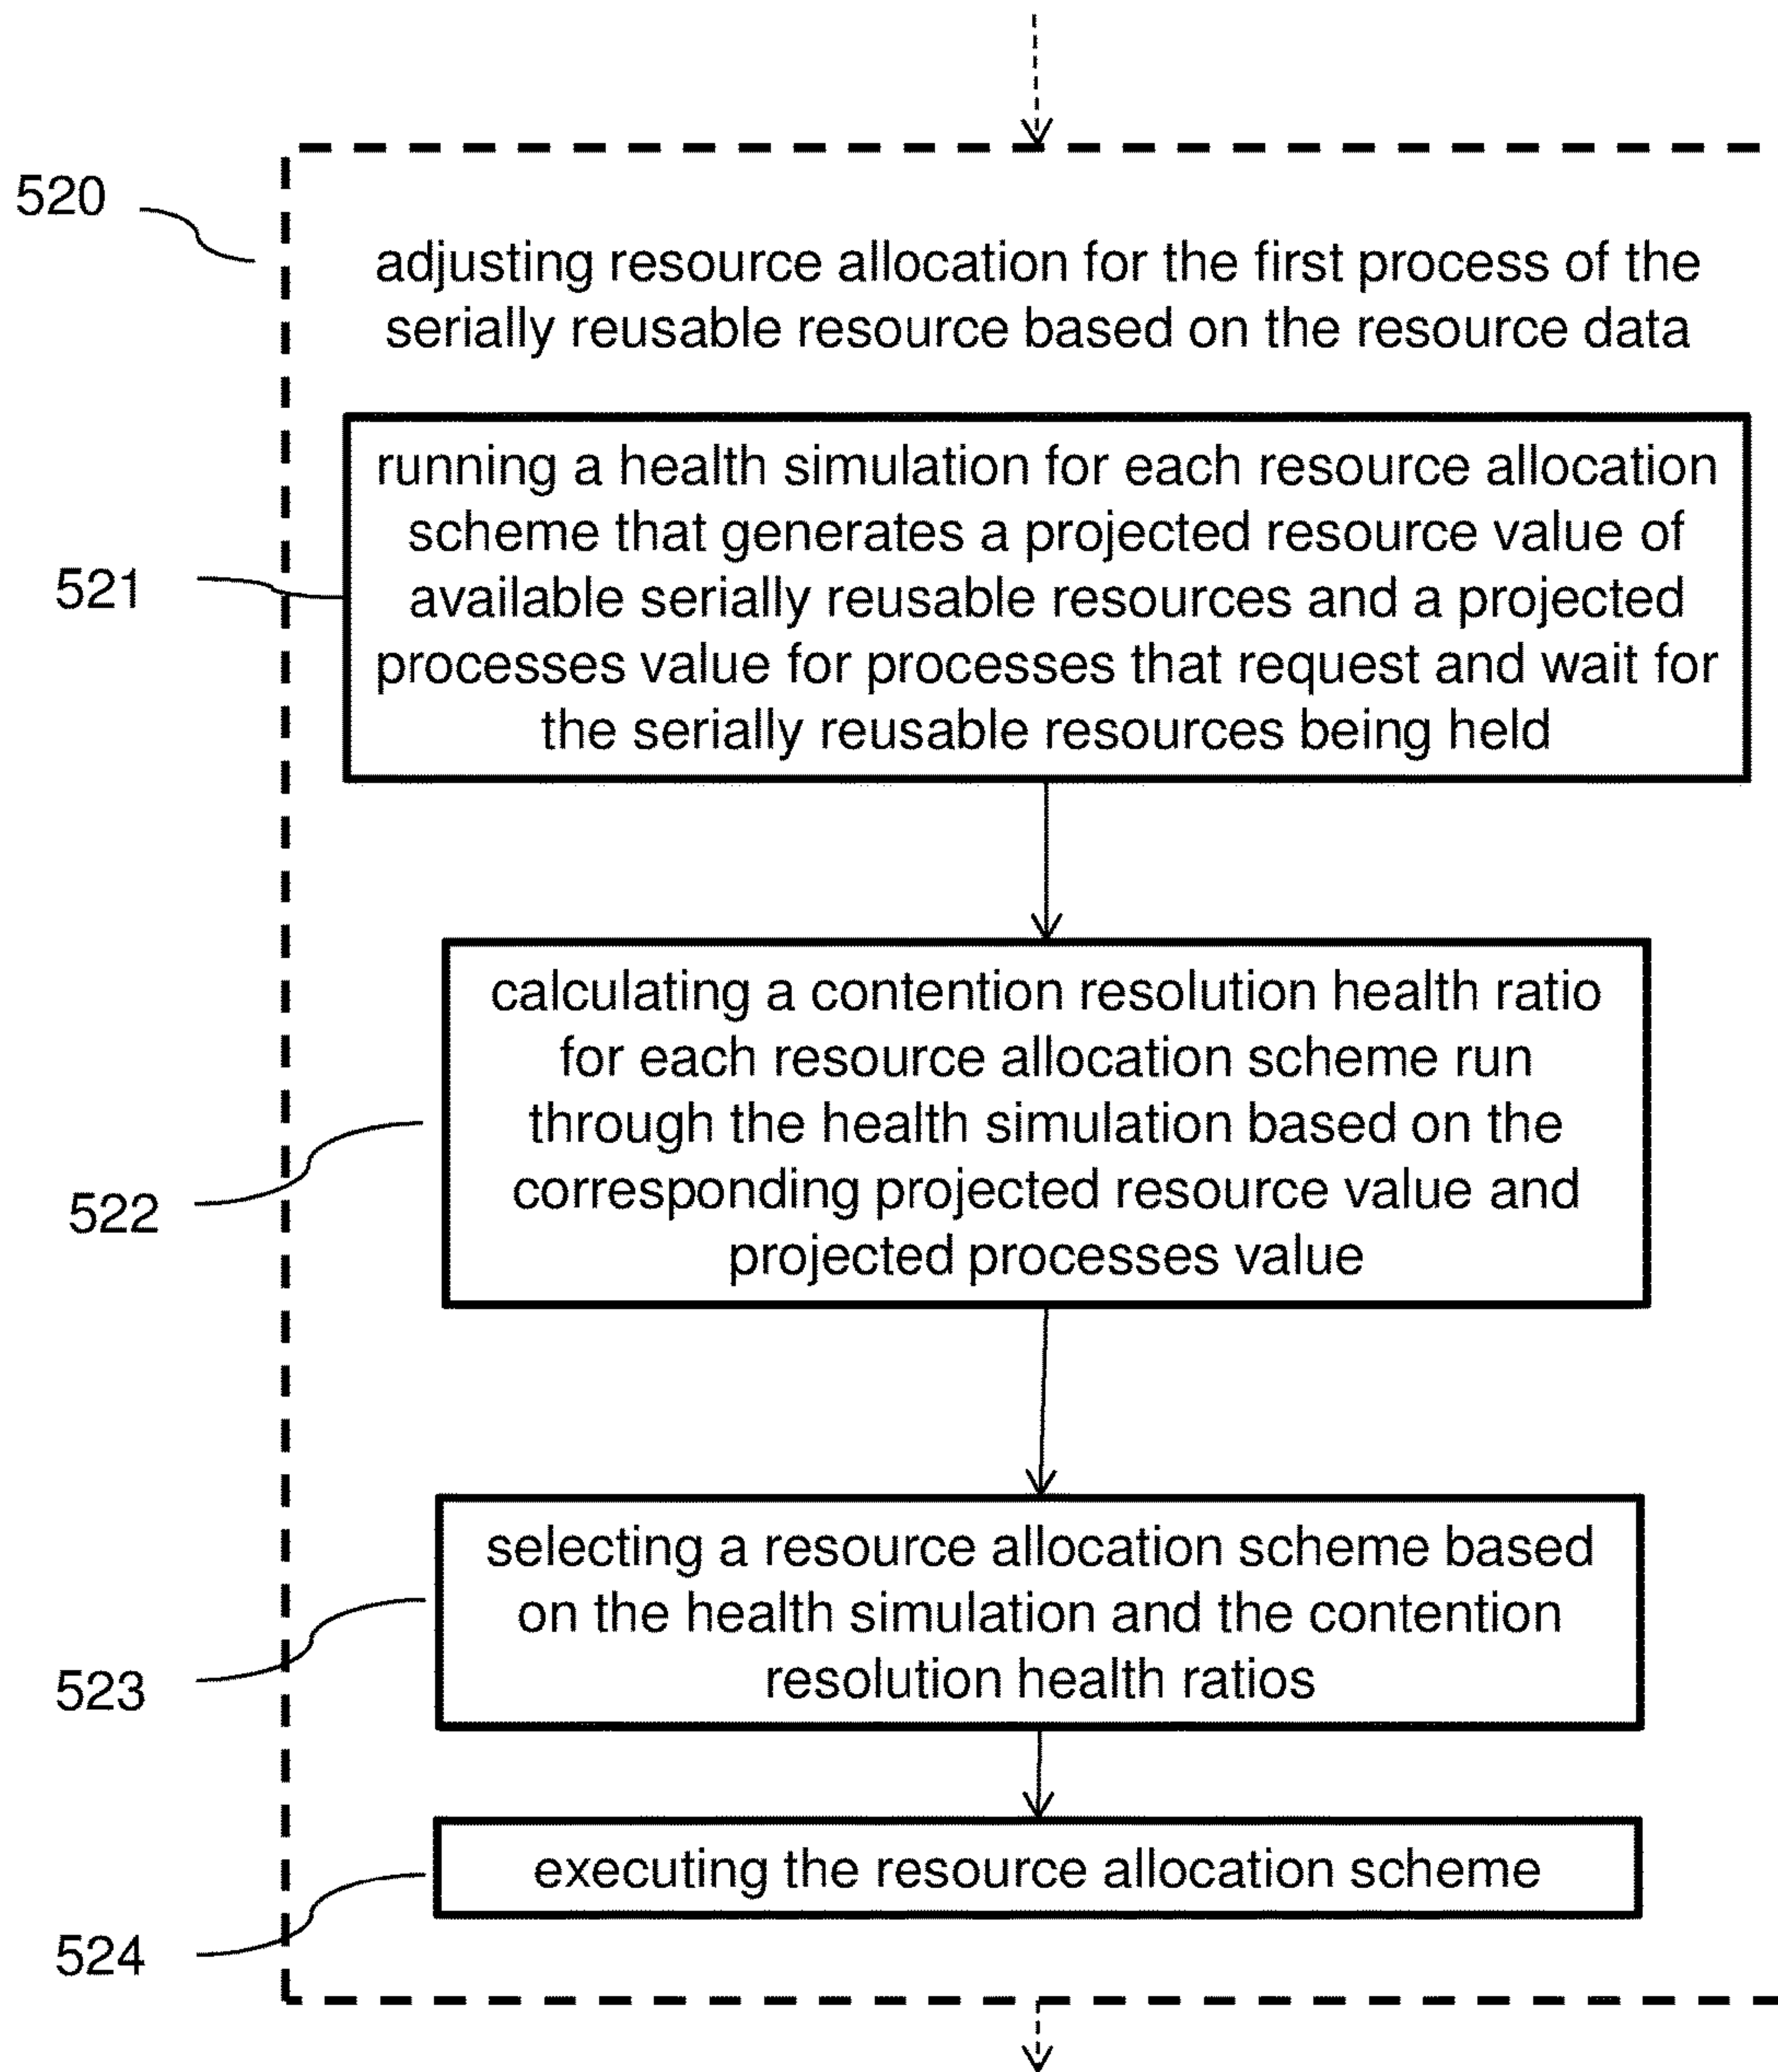 520
adjusting resource allocation for the first process of the
serially reusable resource based on the resource data
521
running a health simulation for each resource allocation
scheme that generates a projected resource value of
available serially reusable resources and a projected
processes value for processes that request and wait for
the serially reusable resources being held
522
calculating a contention resolution health ratio
for each resource allocation scheme run
through the health simulation based on the
corresponding projected resource value and
projected processes value
523
selecting a resource allocation scheme based
on the health simulation and the contention
resolution health ratios
524
executing the resource allocation scheme